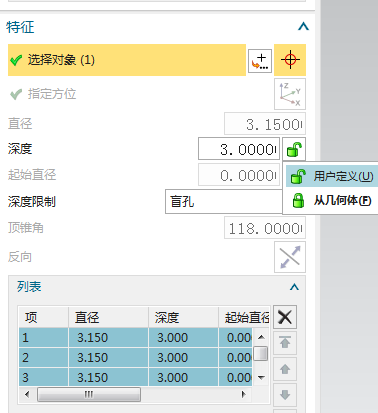 特征
选择对象 (1)
指定方位
直径 3.1500
深度 3.0000
起始直径 0.0000
用户定义(U)
深度限制 盲孔
从几何体(F)
顶锥角 118.0000
反向
列表
项 直径 深度 起始直径
1 3.150 3.000 0.000
2 3.150 3.000 0.000
3 3.150 3.000 0.000